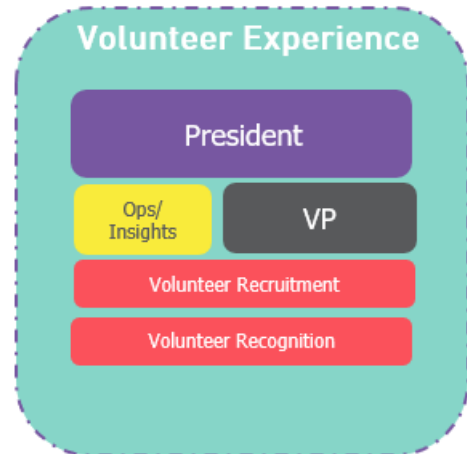 Volunteer Experience
President
Ops/
Insights
VP
Volunteer Recruitment
Volunteer Recognition